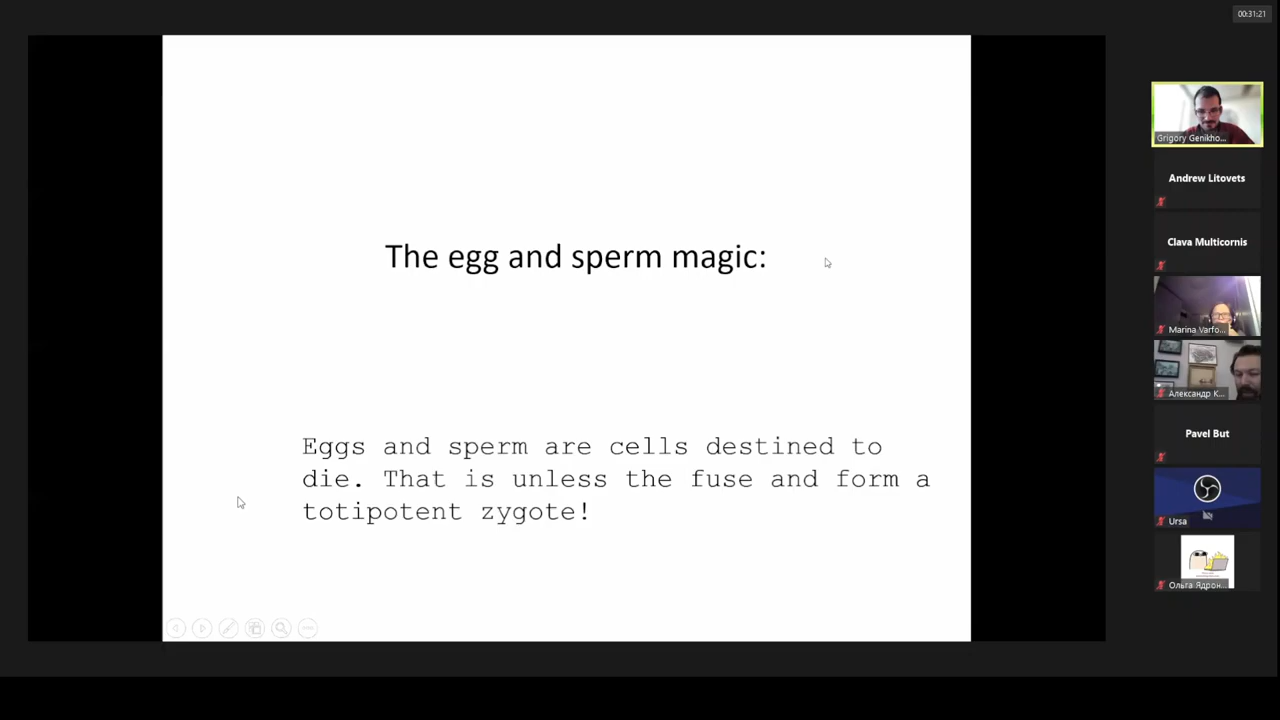 00:31:21
The egg and sperm magic:
Eggs and sperm are cells destined to
die. That is unless the fuse and form a
totipotent zygote!
Grigory Genikho...
Andrew Litovets
Clava Multicornis
Marina Varfo...
Александр К...
Pavel But
Ursa
Ольга Ядрон...